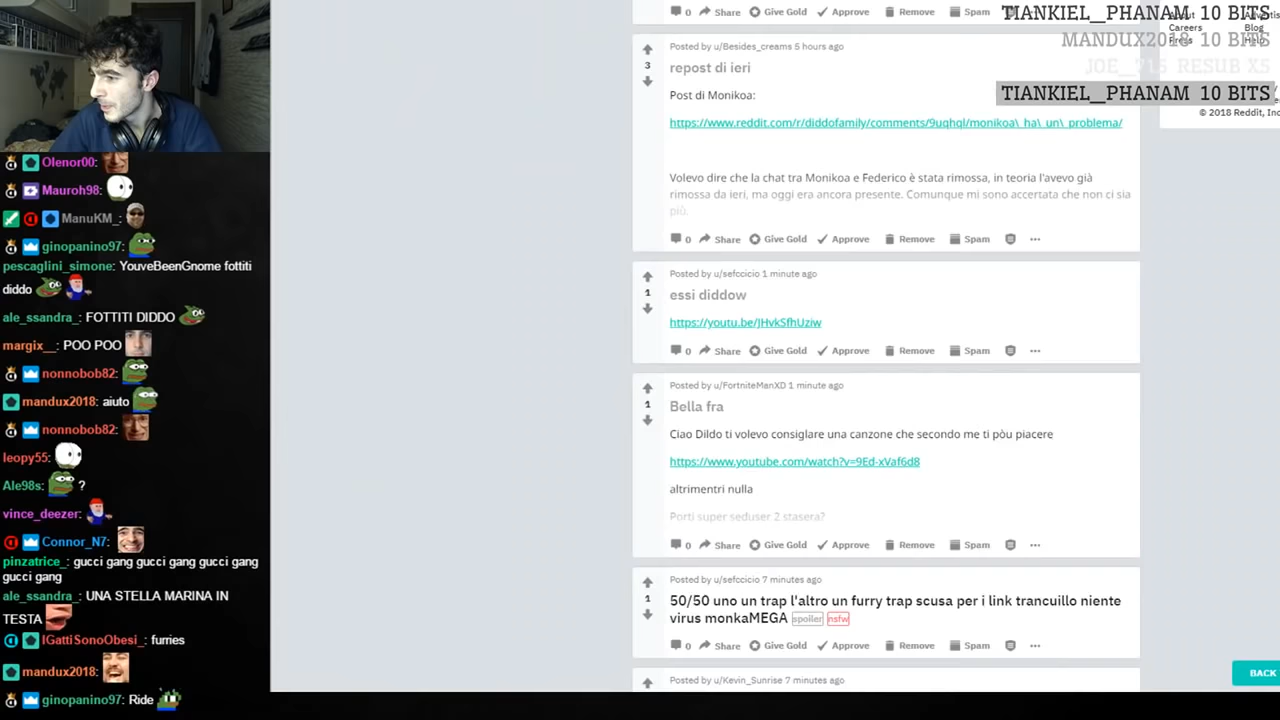 0 Share Give Gold Approve Remove Spam
TIANKIEL__PHANAM 10 BITS
MANDUX2018 10 BITS
JOE__715 RESUB X5
TIANKIEL__PHANAM 10 BITS
About
Careers
Blog
Press
Help
© 2018 Reddit, Inc
Posted by u/Besides_creams 5 hours ago
3
repost di ieri
Post di Monikoa:
https://www.reddit.com/r/diddofamily/comments/9uqhql/monikoa\_ha\_un\_problema/
Volevo dire che la chat tra Monikoa e Federico è stata rimossa, in teoria l'avevo già
rimossa da ieri, ma oggi era ancora presente. Comunque mi sono accertata che non ci sia
più.
0 Share Give Gold Approve Remove Spam ...
Posted by u/sefccicio 1 minute ago
1
essi diddow
https://youtu.be/JHvkSfhUziw
0 Share Give Gold Approve Remove Spam ...
Posted by u/FortniteManXD 1 minute ago
1
Bella fra
Ciao Dildo ti volevo consiglare una canzone che secondo me ti pòu piacere
https://www.youtube.com/watch?v=9Ed-xVaf6d8
altrimentri nulla
Porti super seduser 2 stasera?
0 Share Give Gold Approve Remove Spam ...
Posted by u/sefccicio 7 minutes ago
1
50/50 uno un trap l'altro un furry trap scusa per i link trancuillo niente
virus monkaMEGA spoiler nsfw
0 Share Give Gold Approve Remove Spam ...
Posted by u/Kevin_Sunrise 7 minutes ago
BACK
Olenor00:
Mauroh98:
ManuKM_:
ginopanino97:
pescaglini_simone: YouveBeenGnome fottiti
diddo
ale_ssandra_: FOTTITI DIDDO
margix__: POO POO
nonnobob82:
mandux2018: aiuto
nonnobob82:
leopy55:
Ale98s: ?
vince_deezer:
Connor_N7:
pinzatrice_: gucci gang gucci gang gucci gang
gucci gang
ale_ssandra_: UNA STELLA MARINA IN
TESTA
IGattiSonoObesi_: furries
mandux2018:
ginopanino97: Ride